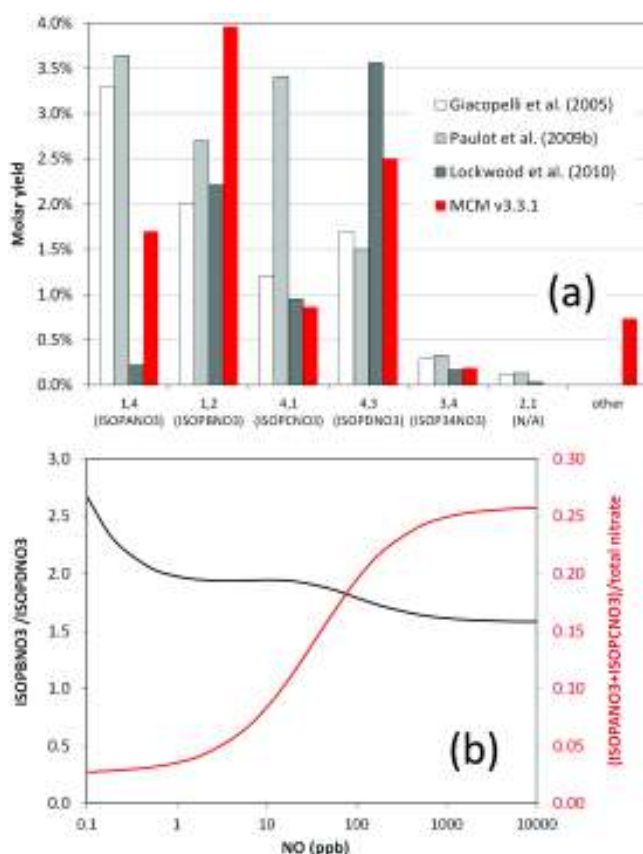 4.0%
3.5%
3.0%
2.5%
2.0%
1.5%
1.0%
0.5%
0.0%
Molar yield
Giacopelli et al. (2005)
Paulot et al. (2009b)
Lockwood et al. (2010)
MCM v3.3.1
(a)
1,4 1,2 4,1 4,3 3,4 2,1 other
(ISOPANO3) (ISOPBNO3) (ISOPCNO3) (ISOPDNO3) (ISOP34NO3) (N/A)
3.0
2.5
2.0
1.5
1.0
0.5
0.0
ISOPBNO3 /ISOPDNO3
0.30
0.25
0.20
0.15
0.10
0.05
0.00
(ISOPANO3+ISOPCNO3)/total nitrate
(b)
0.1 1 10 100 1000 10000
NO (ppb)